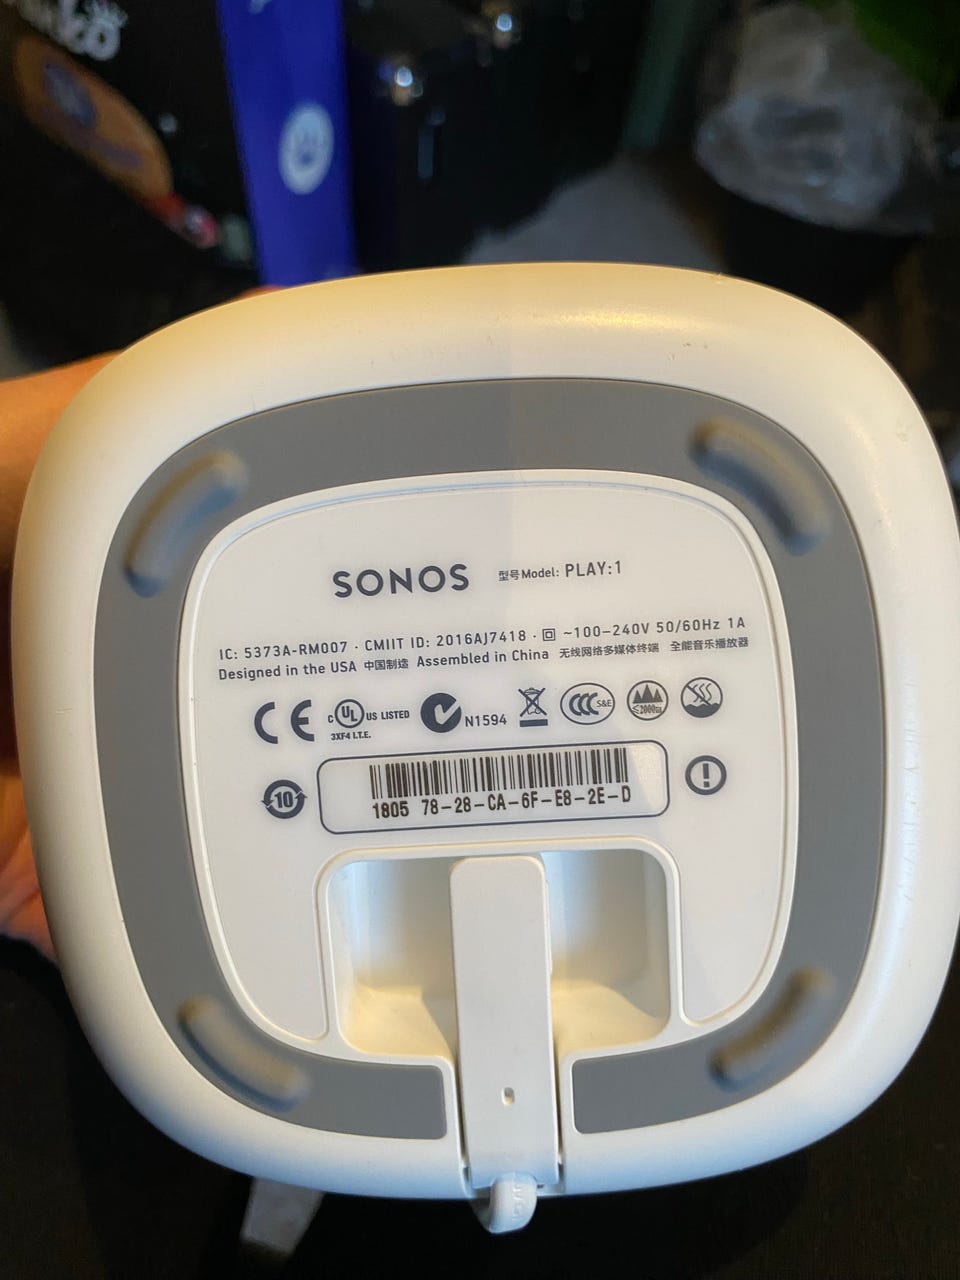 SONOS 型号Model: PLAY:1
IC: 5373A-RM007 · CMIIT ID: 2016AJ7418 · ~100–240V 50/60Hz 1A
Designed in the USA 中国制造 Assembled in China 无线网络多媒体终端 全能音乐播放器
CE C UL US LISTED N1594 CCC S&E ≤2000m
3XF4 I.T.E.
10
1805 78-28-CA-6F-E8-2E-D